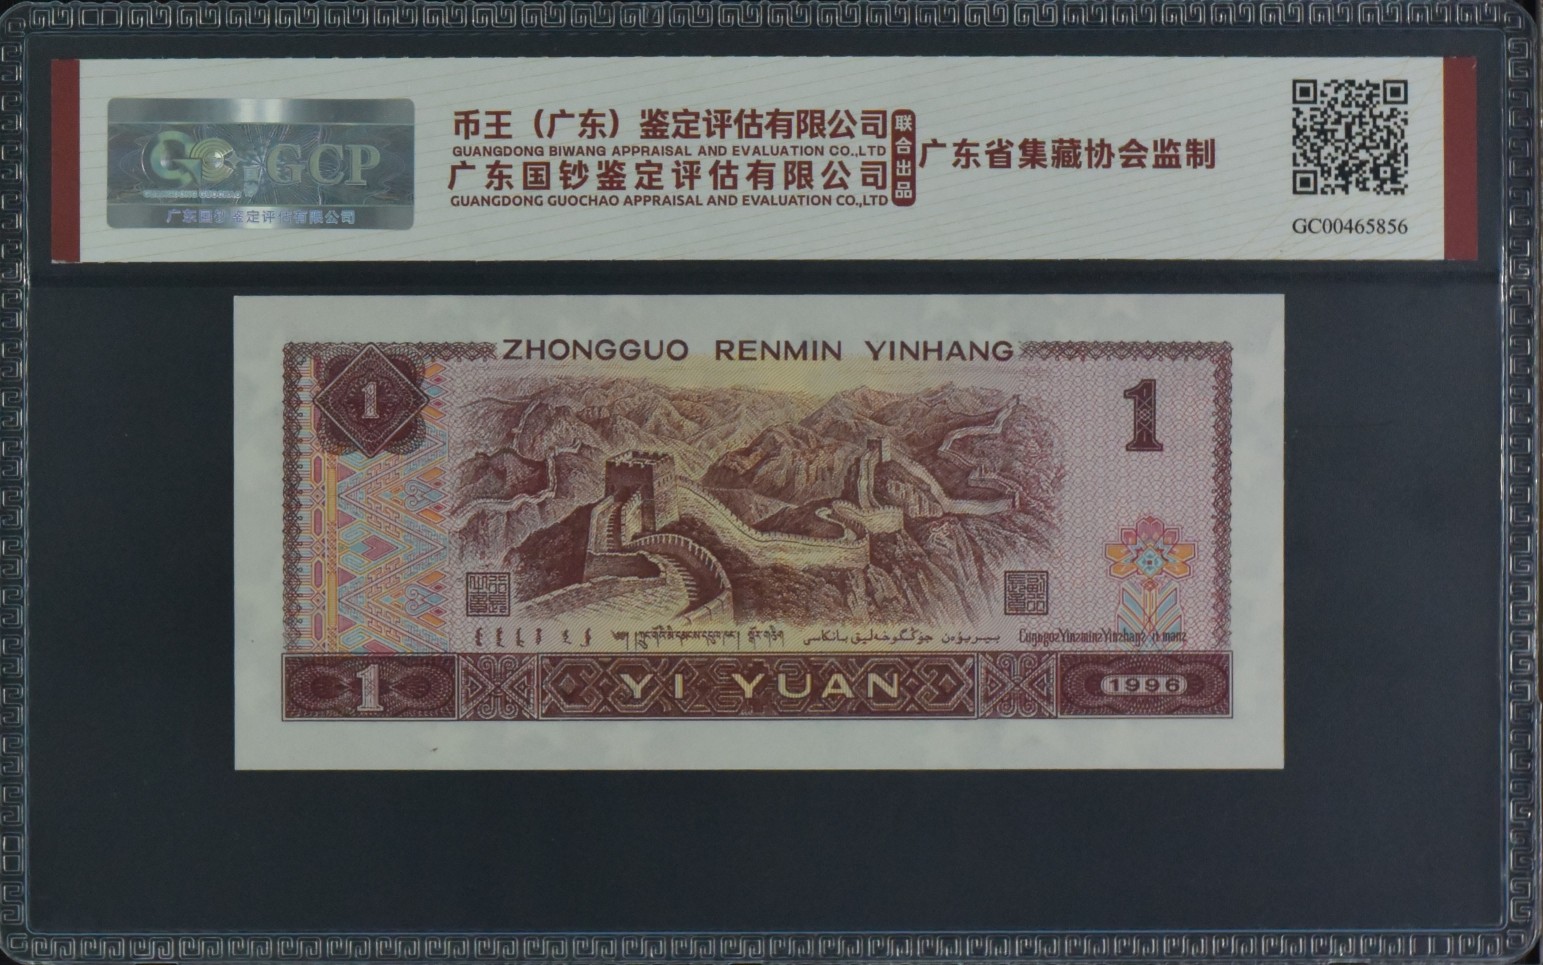 GCP
广东国钞鉴定评估有限公司
币王（广东）鉴定评估有限公司
GUANGDONG BIWANG APPRAISAL AND EVALUATION CO.,LTD
广东国钞鉴定评估有限公司
GUANGDONG GUOCHAO APPRAISAL AND EVALUATION CO.,LTD
联合出品
广东省集藏协会监制
GC00465856
ZHONGGUO RENMIN YINHANG
1
1
1
YI YUAN
1996